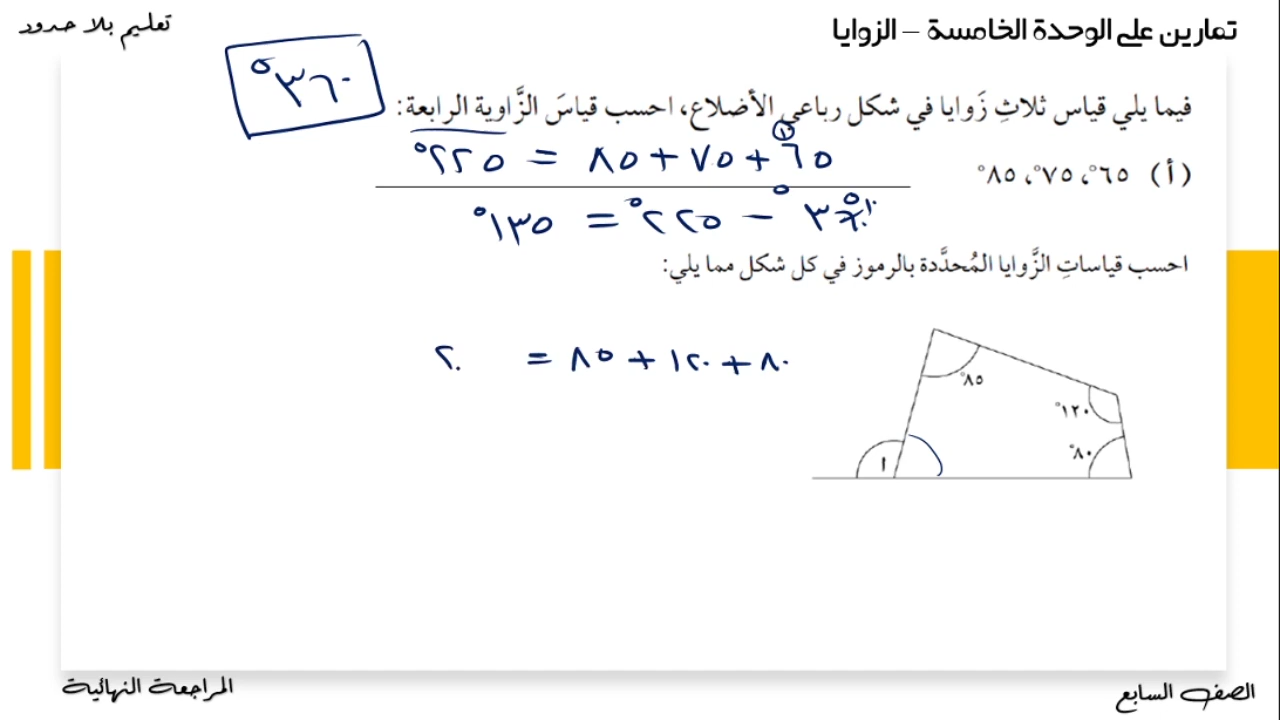 تمارين على الوحدة الخامسة – الزوايا
تعليم بلا حدود
٣٦٠°
فيما يلي قياس ثلاثِ زَوايا في شكل رباعي الأضلاع، احسب قياسَ الزَّاوية الرابعة:
(أ) ٦٥°، ٧٥°، ٨٥°
٦٥ + ٧٥ + ٨٥ = ٢٢٥°
٣٦٠° − ٢٢٥° = ١٣٥°
احسب قياساتِ الزَّوايا المُحدَّدة بالرموز في كل شكل مما يلي:
٨٠ + ١٢٠ + ٨٥ =
٨٥°
١٢٠°
٨٠°
أ
الصف السابع
المراجعة النهائية